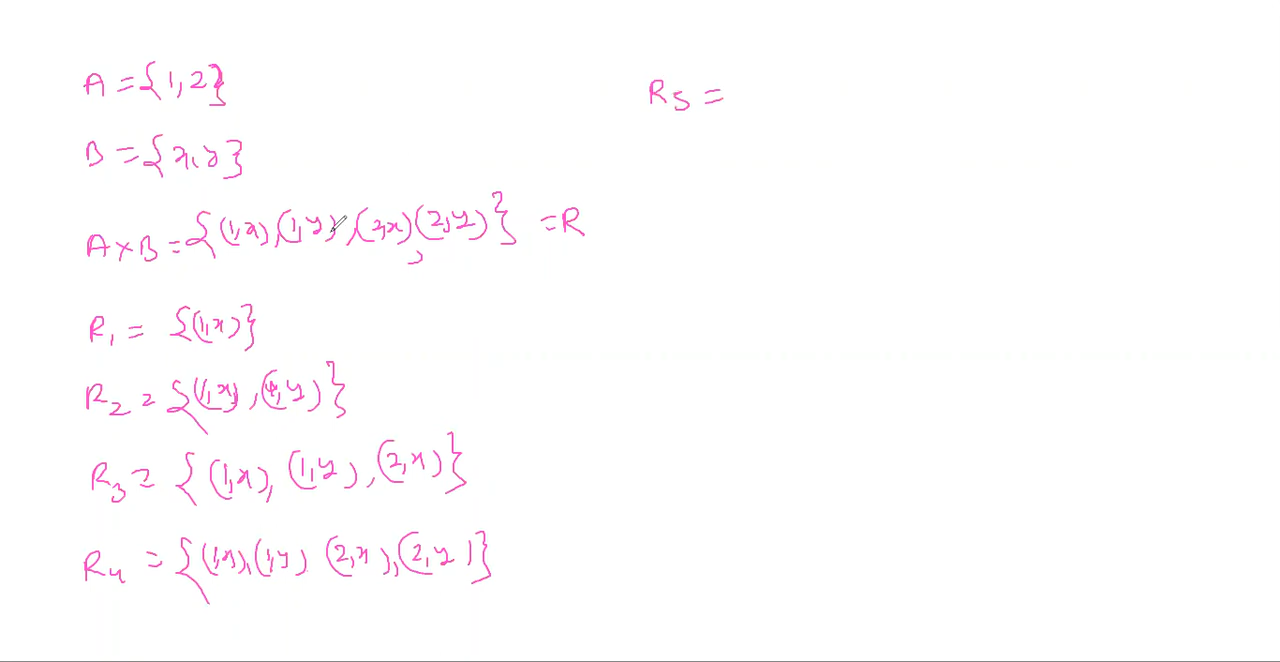 A = {1, 2}
B = {x, y}
A × B = {(1, x), (1, y), (2, x), (2, y)} = R
R₁ = {(1, x)}
R₂ = {(1, x), (1, y)}
R₃ = {(1, x), (1, y), (2, x)}
R₄ = {(1, x), (1, y) (2, x), (2, y)}
R₅ =